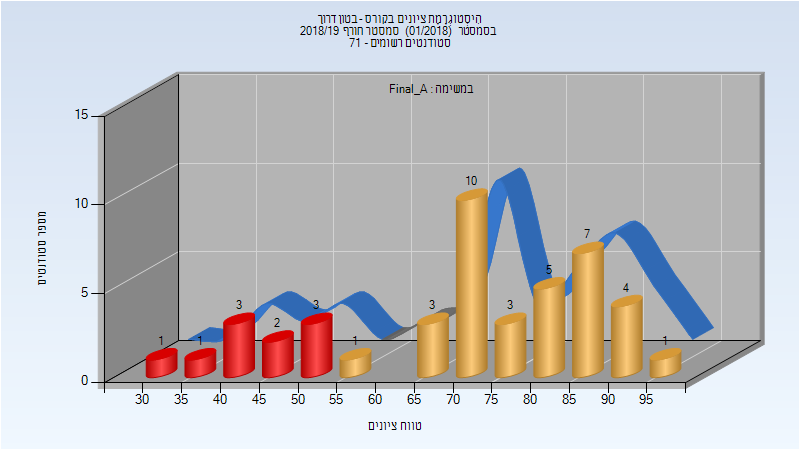 היסטוגרמת ציונים בקורס - בטון דרוך
בסמסטר (01/2018) סמסטר חורף 2018/19
סטודנטים רשומים - 71
במשימה : Final_A
מספר סטודנטים
15
10
5
0
1
1
3
2
3
1
3
10
3
5
7
4
1
30 35 40 45 50 55 60 65 70 75 80 85 90 95
טווח ציונים